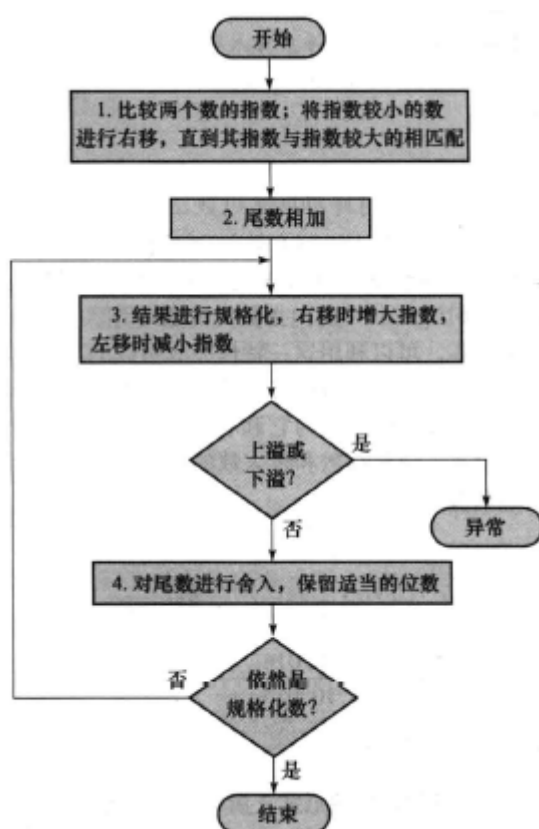 开始
1. 比较两个数的指数；将指数较小的数
进行右移，直到其指数与指数较大的相匹配
2. 尾数相加
3. 结果进行规格化，右移时增大指数，
左移时减小指数
上溢或
下溢？
是
异常
否
4. 对尾数进行舍入，保留适当的位数
否
依然是
规格化数？
是
结束